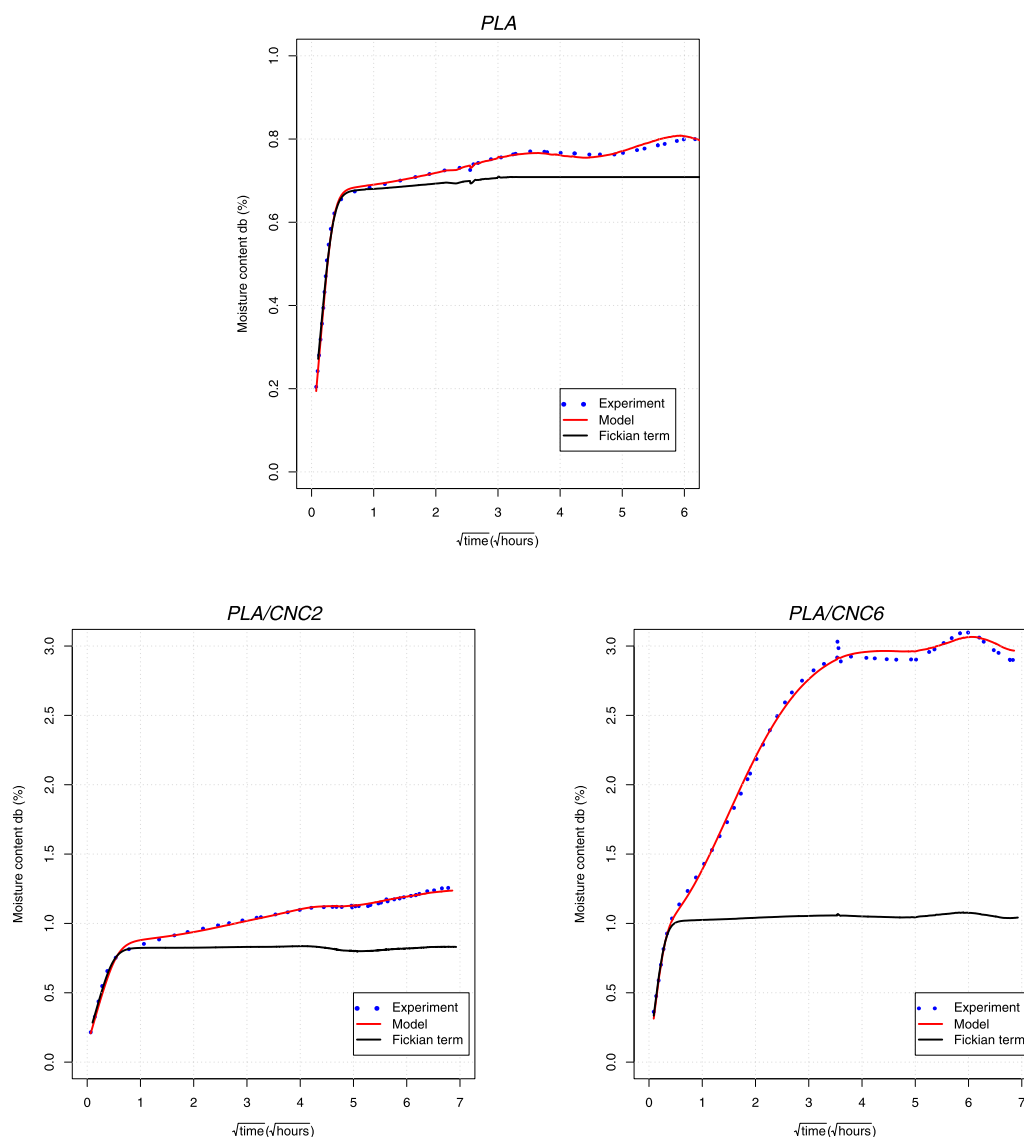 PLA
1.0
0.8
0.6
0.4
0.2
0.0
Moisture content db (%)
Experiment
Model
Fickian term
0 1 2 3 4 5 6
√time(√hours)
PLA/CNC2
3.0
2.5
2.0
1.5
1.0
0.5
0.0
Moisture content db (%)
Experiment
Model
Fickian term
0 1 2 3 4 5 6 7
√time(√hours)
PLA/CNC6
3.0
2.5
2.0
1.5
1.0
0.5
0.0
Moisture content db (%)
Experiment
Model
Fickian term
0 1 2 3 4 5 6 7
√time(√hours)